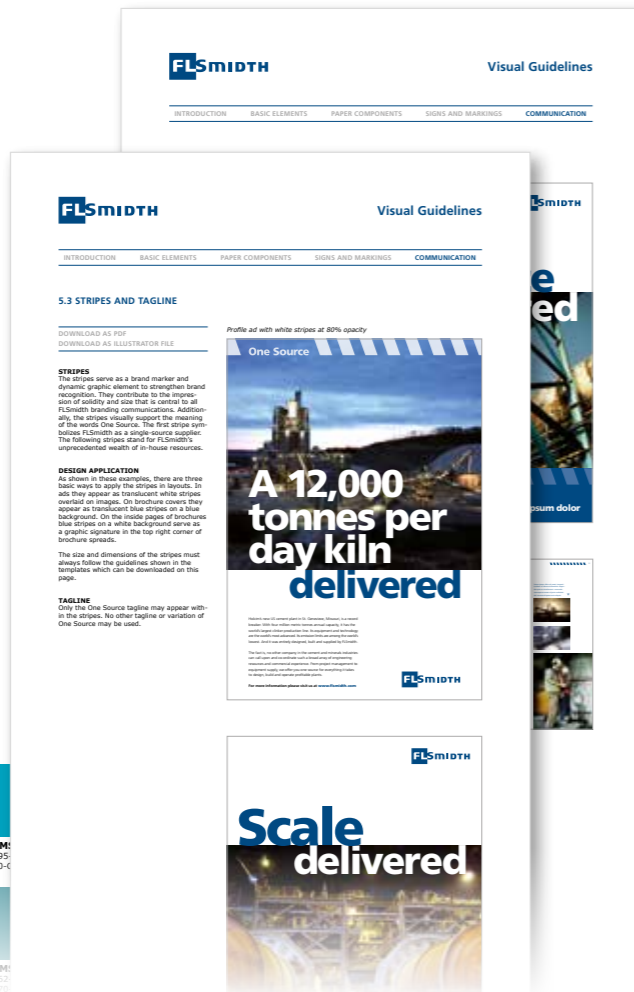 FLSMIDTH
Visual Guidelines
INTRODUCTION BASIC ELEMENTS PAPER COMPONENTS SIGNS AND MARKINGS COMMUNICATION
LSMIDTH
e
ed
psum dolor
FLSMIDTH
Visual Guidelines
INTRODUCTION BASIC ELEMENTS PAPER COMPONENTS SIGNS AND MARKINGS COMMUNICATION
5.3 STRIPES AND TAGLINE
DOWNLOAD AS PDF
DOWNLOAD AS ILLUSTRATOR FILE
STRIPES
The stripes serve as a brand marker and
dynamic graphic element to strengthen brand
recognition. They contribute to the impres-
sion of solidity and size that is central to all
FLSmidth branding communications. Addition-
ally, the stripes visually support the meaning
of the words One Source. The first stripe sym-
bolizes FLSmidth as a single-source supplier.
The following stripes stand for FLSmidth's
unprecedented wealth of in-house resources.
DESIGN APPLICATION
As shown in these examples, there are three
basic ways to apply the stripes in layouts. In
ads they appear as translucent white stripes
overlaid on images. On brochure covers they
appear as translucent blue stripes on a blue
background. On the inside pages of brochures
blue stripes on a white background serve as
a graphic signature in the top right corner of
brochure spreads.
The size and dimensions of the stripes must
always follow the guidelines shown in the
templates which can be downloaded on this
page.
TAGLINE
Only the One Source tagline may appear with-
in the stripes. No other tagline or variation of
One Source may be used.
Profile ad with white stripes at 80% opacity
One Source
A 12,000
tonnes per
day kiln
delivered
For more information please visit us at www.flsmidth.com
FLSMIDTH
FLSMIDTH
Scale
delivered